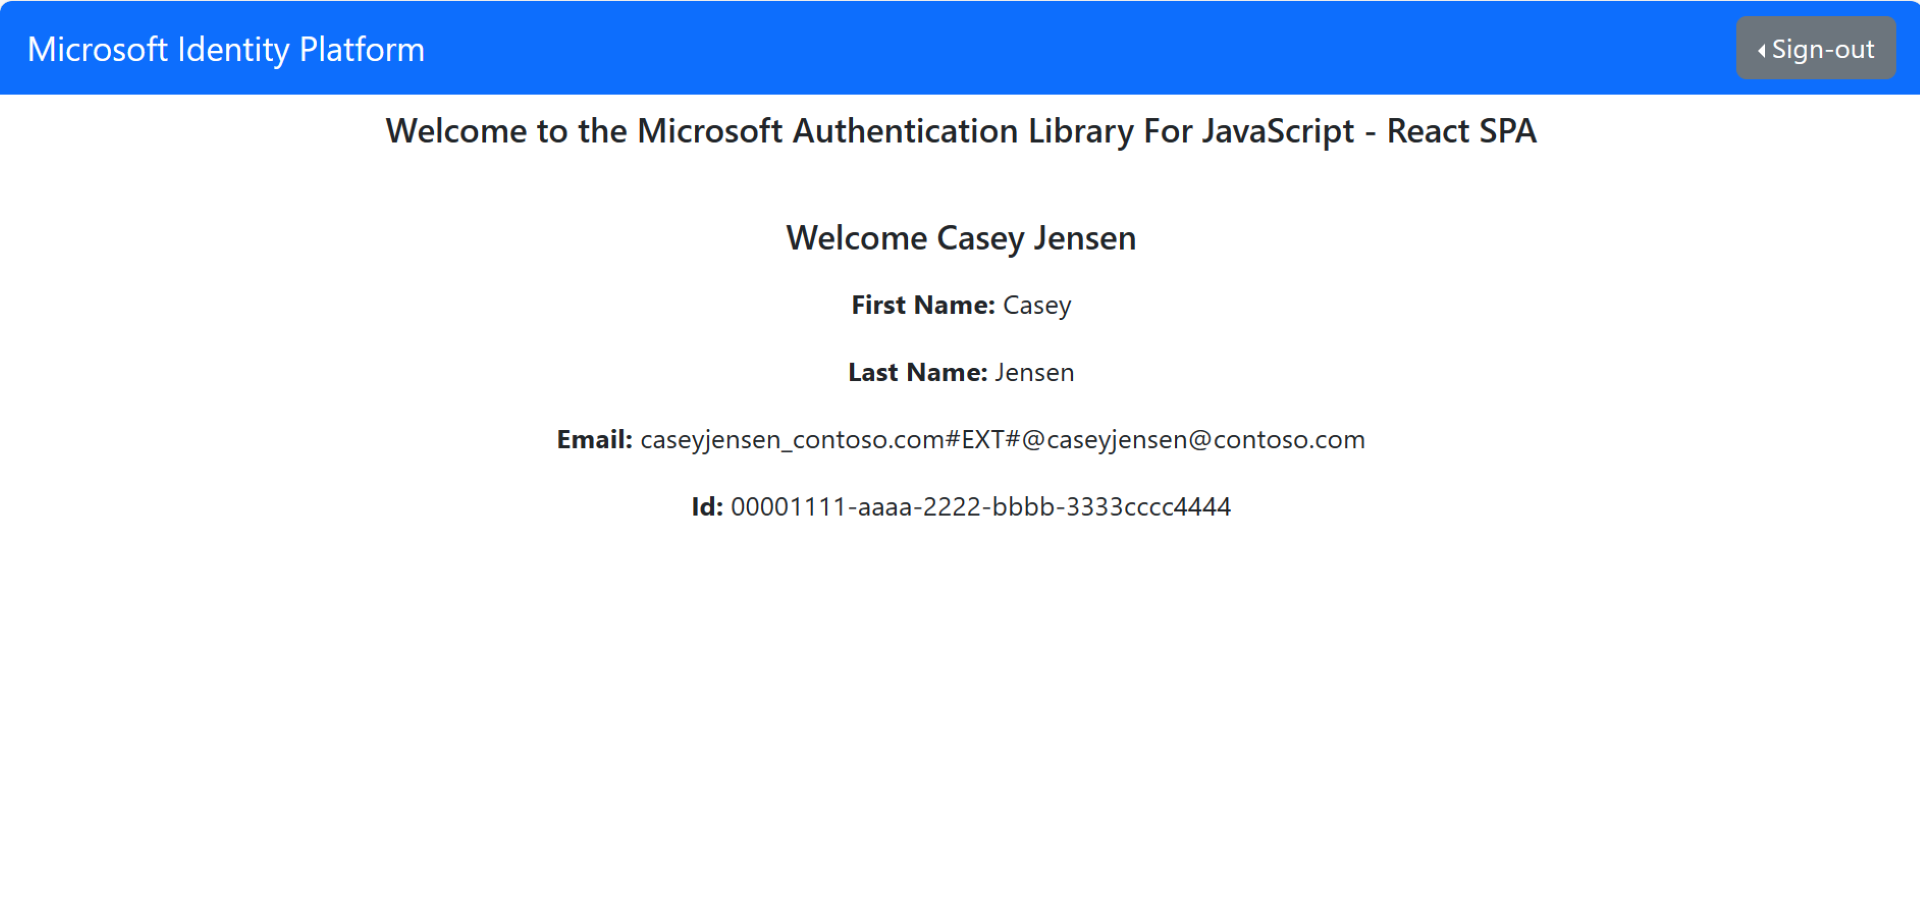 Microsoft Identity Platform
Sign-out
Welcome to the Microsoft Authentication Library For JavaScript - React SPA
Welcome Casey Jensen
First Name: Casey
Last Name: Jensen
Email: caseyjensen_contoso.com#EXT#@caseyjensen@contoso.com
Id: 00001111-aaaa-2222-bbbb-3333cccc4444